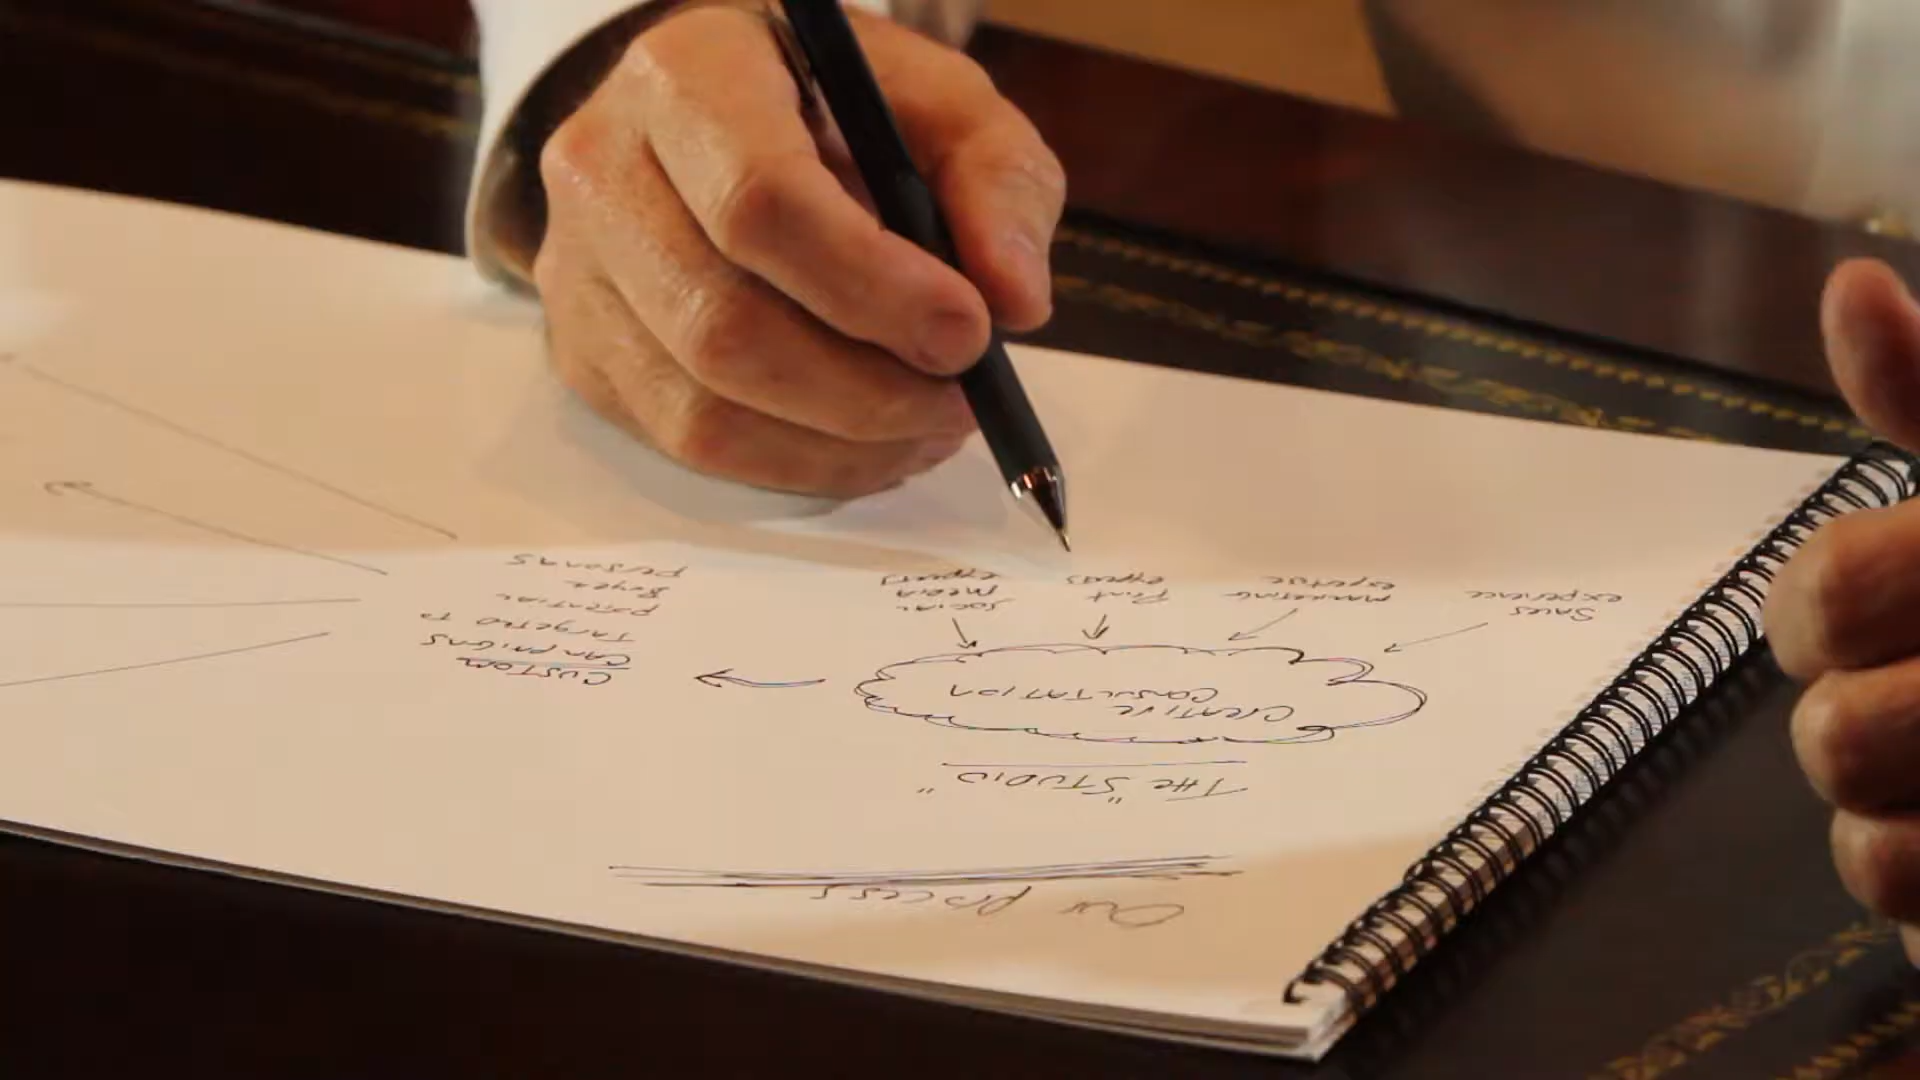 Our process
THE "STUDIO"
CREATIVE
CONSULTATION
Sales
experience
MARKETING
expertise
Print
experts
SOCIAL
MEDIA
experts
CUSTOM
CAMPAIGNS
TARGETED TO
POTENTIAL
Buyer
personas